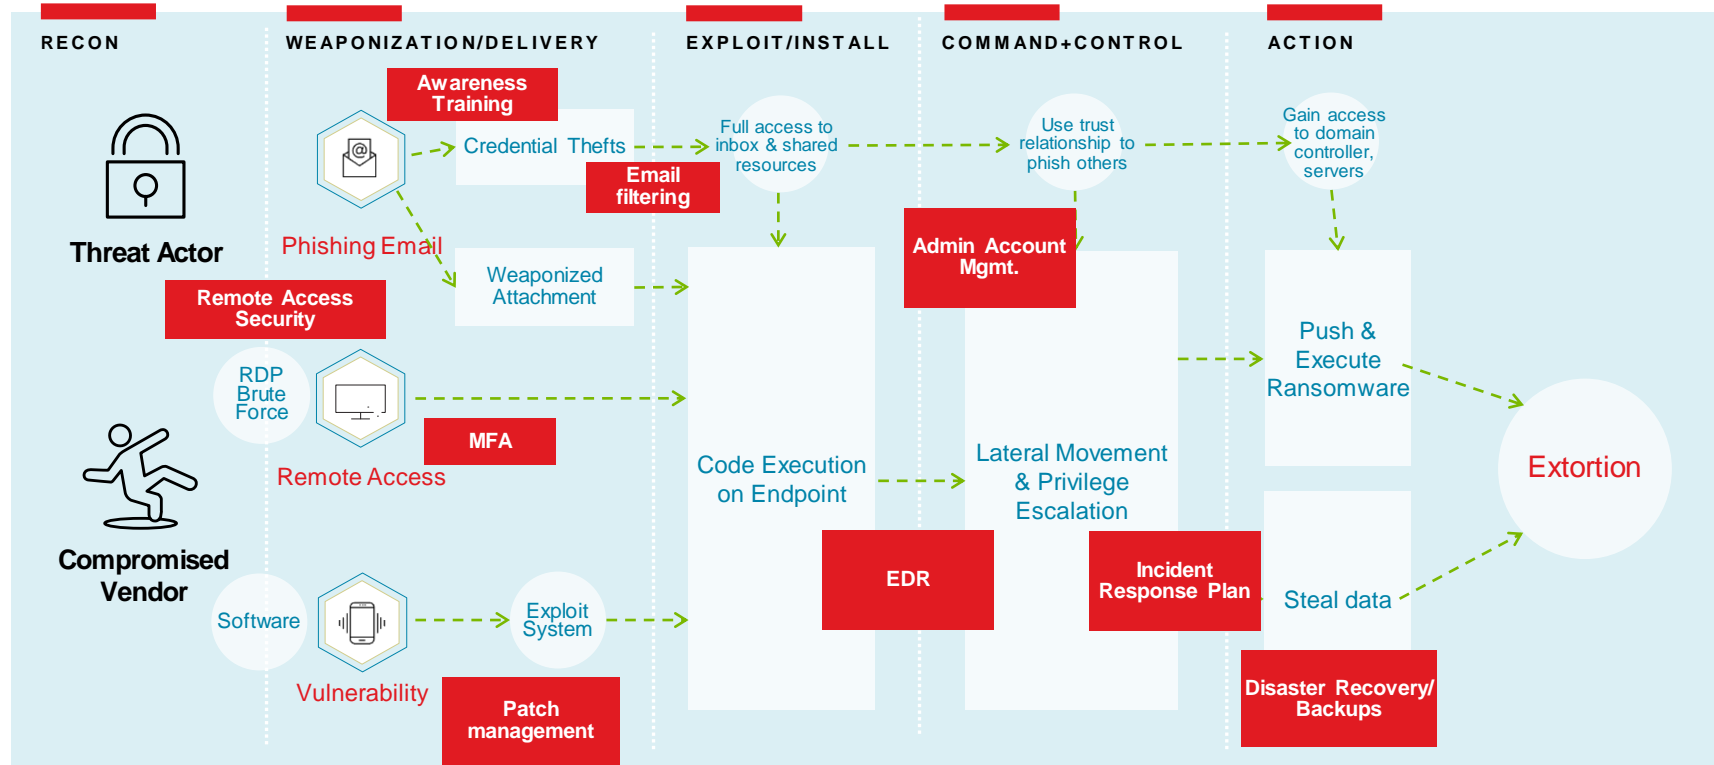 RECON
WEAPONIZATION/DELIVERY
EXPLOIT/INSTALL
COMMAND+CONTROL
ACTION
Awareness
Training
Credential Thefts
Email
filtering
Full access to
inbox & shared
resources
Use trust
relationship to
phish others
Gain access
to domain
controller,
servers
@
Threat Actor
Phishing Email
Weaponized
Attachment
Admin Account
Mgmt.
Remote Access
Security
RDP
Brute
Force
MFA
Remote Access
Code Execution
on Endpoint
Lateral Movement
& Privilege
Escalation
Push &
Execute
Ransomware
Extortion
Compromised
Vendor
Software
Exploit
System
Vulnerability
Patch
management
EDR
Incident
Response Plan
Steal data
Disaster Recovery/
Backups